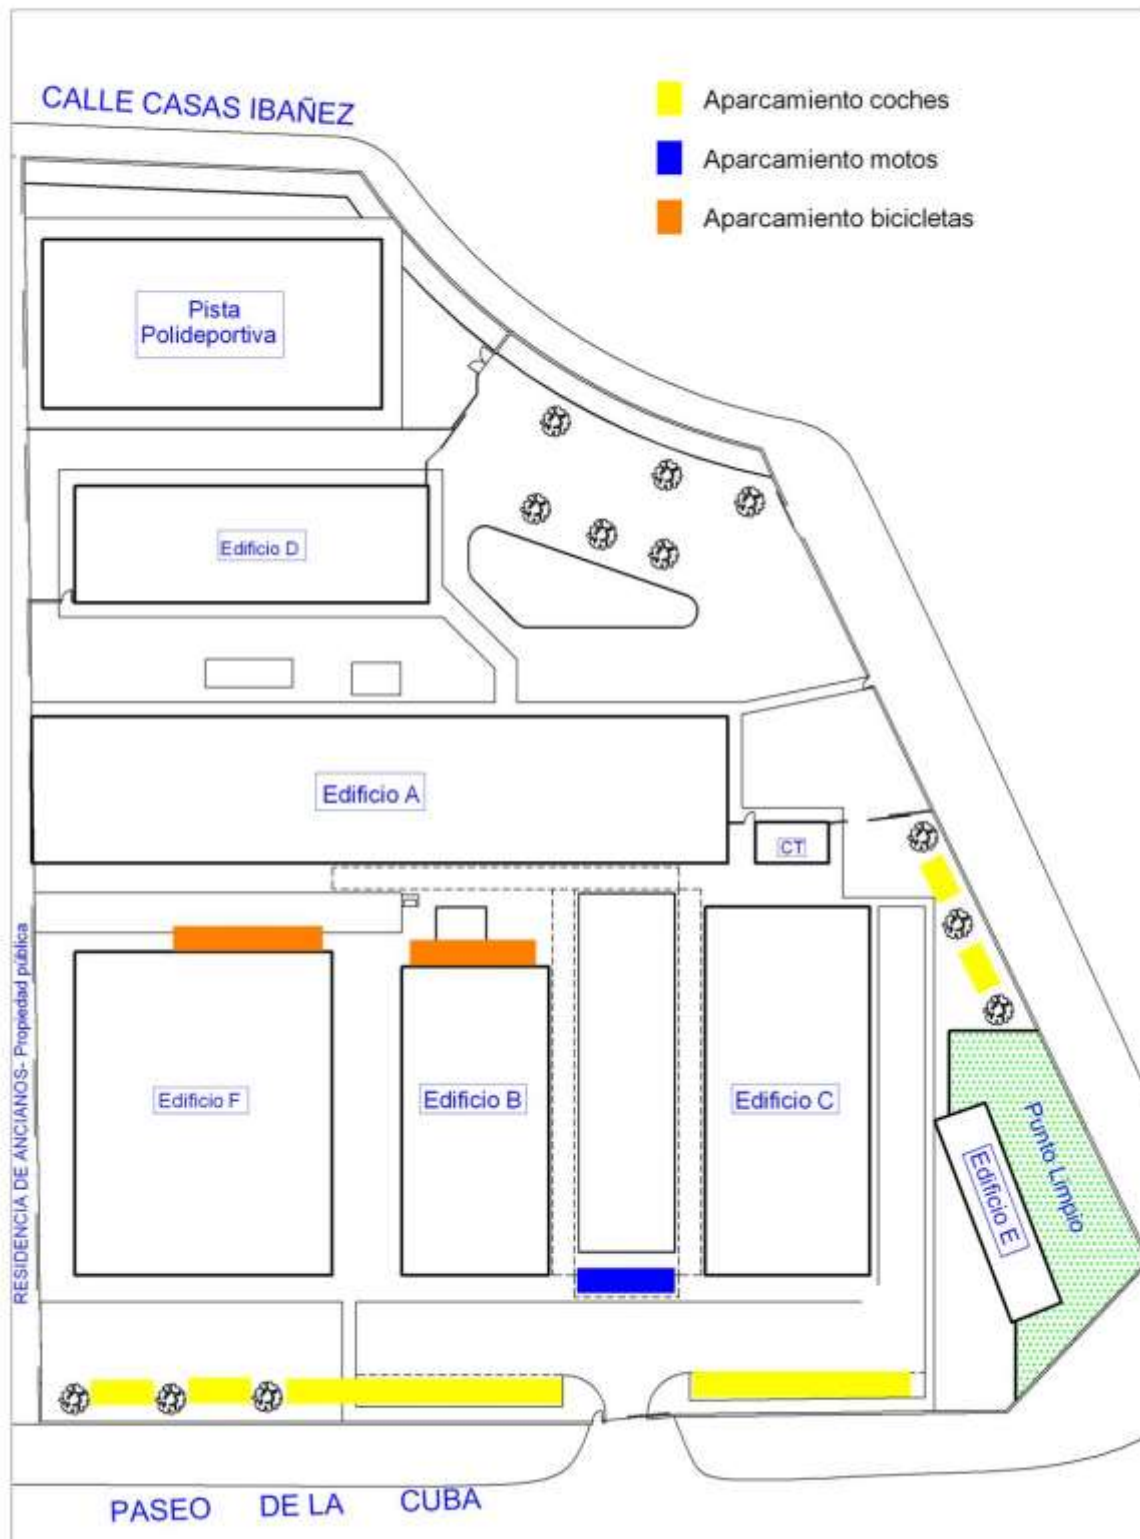 CALLE CASAS IBAÑEZ
Aparcamiento coches
Aparcamiento motos
Aparcamiento bicicletas
Pista
Polideportiva
Edificio D
Edificio A
CT
RESIDENCIA DE ANCIANOS- Propiedad pública
Edificio F
Edificio B
Edificio C
Edificio E
Punto Limpio
PASEO DE LA CUBA